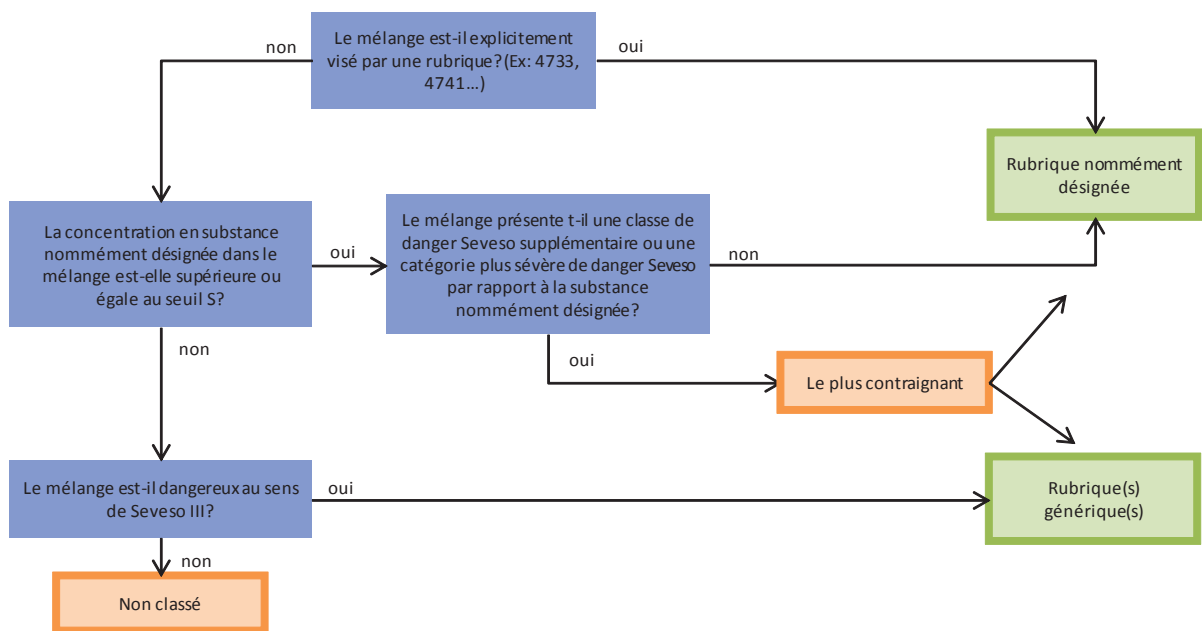 non
Le mélange est-il explicitement
visé par une rubrique? (Ex: 4733,
4741…)
oui
Rubrique nommément
désignée
La concentration en substance
nommément désignée dans le
mélange est-elle supérieure ou
égale au seuil S?
oui
Le mélange présente t-il une classe de
danger Seveso supplémentaire ou une
catégorie plus sévère de danger Seveso
par rapport à la substance
nommément désignée?
non
non
oui
Le plus contraignant
Le mélange est-il dangereux au sens
de Seveso III?
oui
Rubrique(s)
générique(s)
non
Non classé